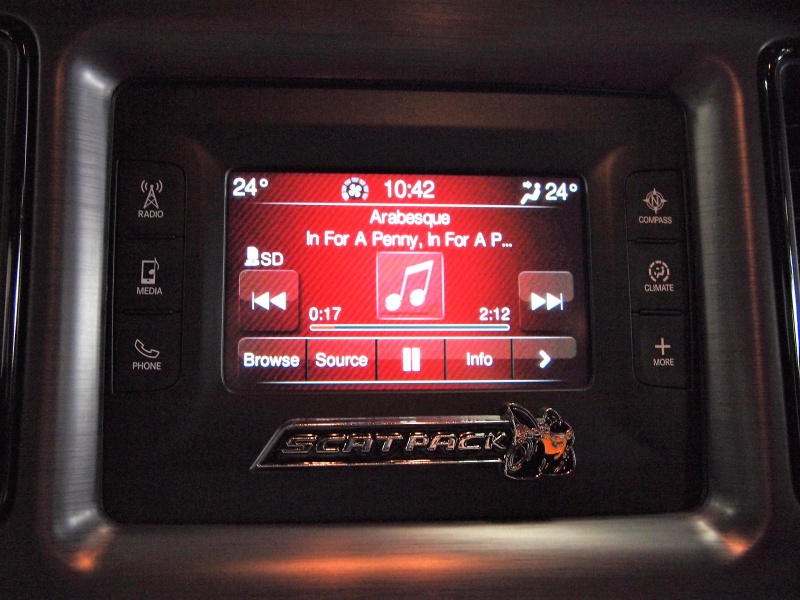 24° 10:42 24°
Arabesque
In For A Penny, In For A P...
SD
0:17 2:12
Browse Source Info
RADIO
MEDIA
PHONE
N
COMPASS
CLIMATE
MORE
SCAT PACK